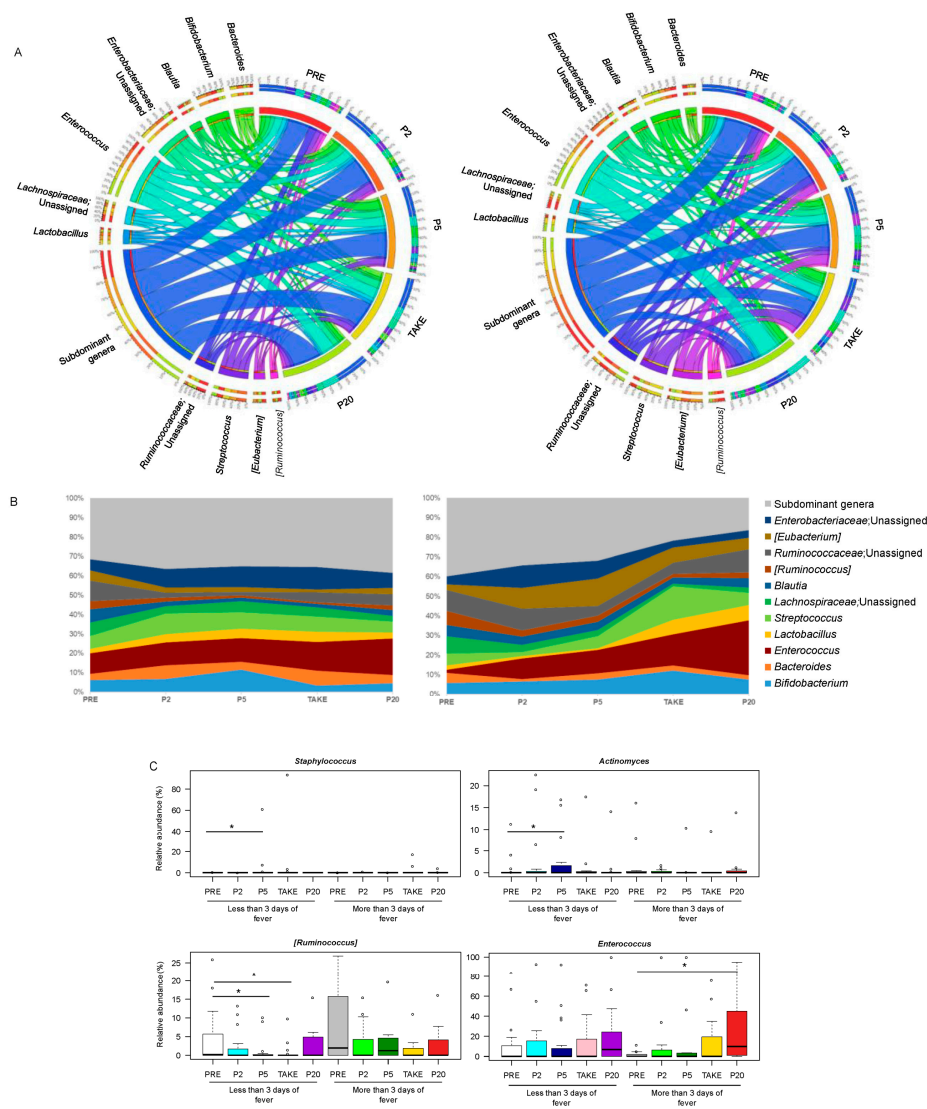 A
Bacteroides
Bifidobacterium
Blautia
Enterobacteriaceae;
Unassigned
Enterococcus
Lachnospiraceae;
Unassigned
Lactobacillus
Subdominant
genera
Ruminococcaceae;
Unassigned
Streptococcus
[Eubacterium]
[Ruminococcus]
PRE
P2
P5
TAKE
P20
Bacteroides
Bifidobacterium
Blautia
Enterobacteriaceae;
Unassigned
Enterococcus
Lachnospiraceae;
Unassigned
Lactobacillus
Subdominant
genera
Ruminococcaceae;
Unassigned
Streptococcus
[Eubacterium]
[Ruminococcus]
PRE
P2
P5
TAKE
P20
B
100%
90%
80%
70%
60%
50%
40%
30%
20%
10%
0%
PRE P2 P5 TAKE P20
100%
90%
80%
70%
60%
50%
40%
30%
20%
10%
0%
PRE P2 P5 TAKE P20
Subdominant genera
Enterobacteriaceae;Unassigned
[Eubacterium]
Ruminococcaceae;Unassigned
[Ruminococcus]
Blautia
Lachnospiraceae;Unassigned
Streptococcus
Lactobacillus
Enterococcus
Bacteroides
Bifidobacterium
C
Staphylococcus
Relative abundance (%)
80
60
40
20
0
*
PRE P2 P5 TAKE P20 PRE P2 P5 TAKE P20
Less than 3 days of
fever
More than 3 days of
fever
Actinomyces
20
15
10
5
0
*
PRE P2 P5 TAKE P20 PRE P2 P5 TAKE P20
Less than 3 days of
fever
More than 3 days of
fever
[Ruminococcus]
Relative abundance (%)
25
20
15
10
5
0
*
*
PRE P2 P5 TAKE P20 PRE P2 P5 TAKE P20
Less than 3 days of
fever
More than 3 days of
fever
Enterococcus
100
80
60
40
20
0
*
PRE P2 P5 TAKE P20 PRE P2 P5 TAKE P20
Less than 3 days of
fever
More than 3 days of
fever